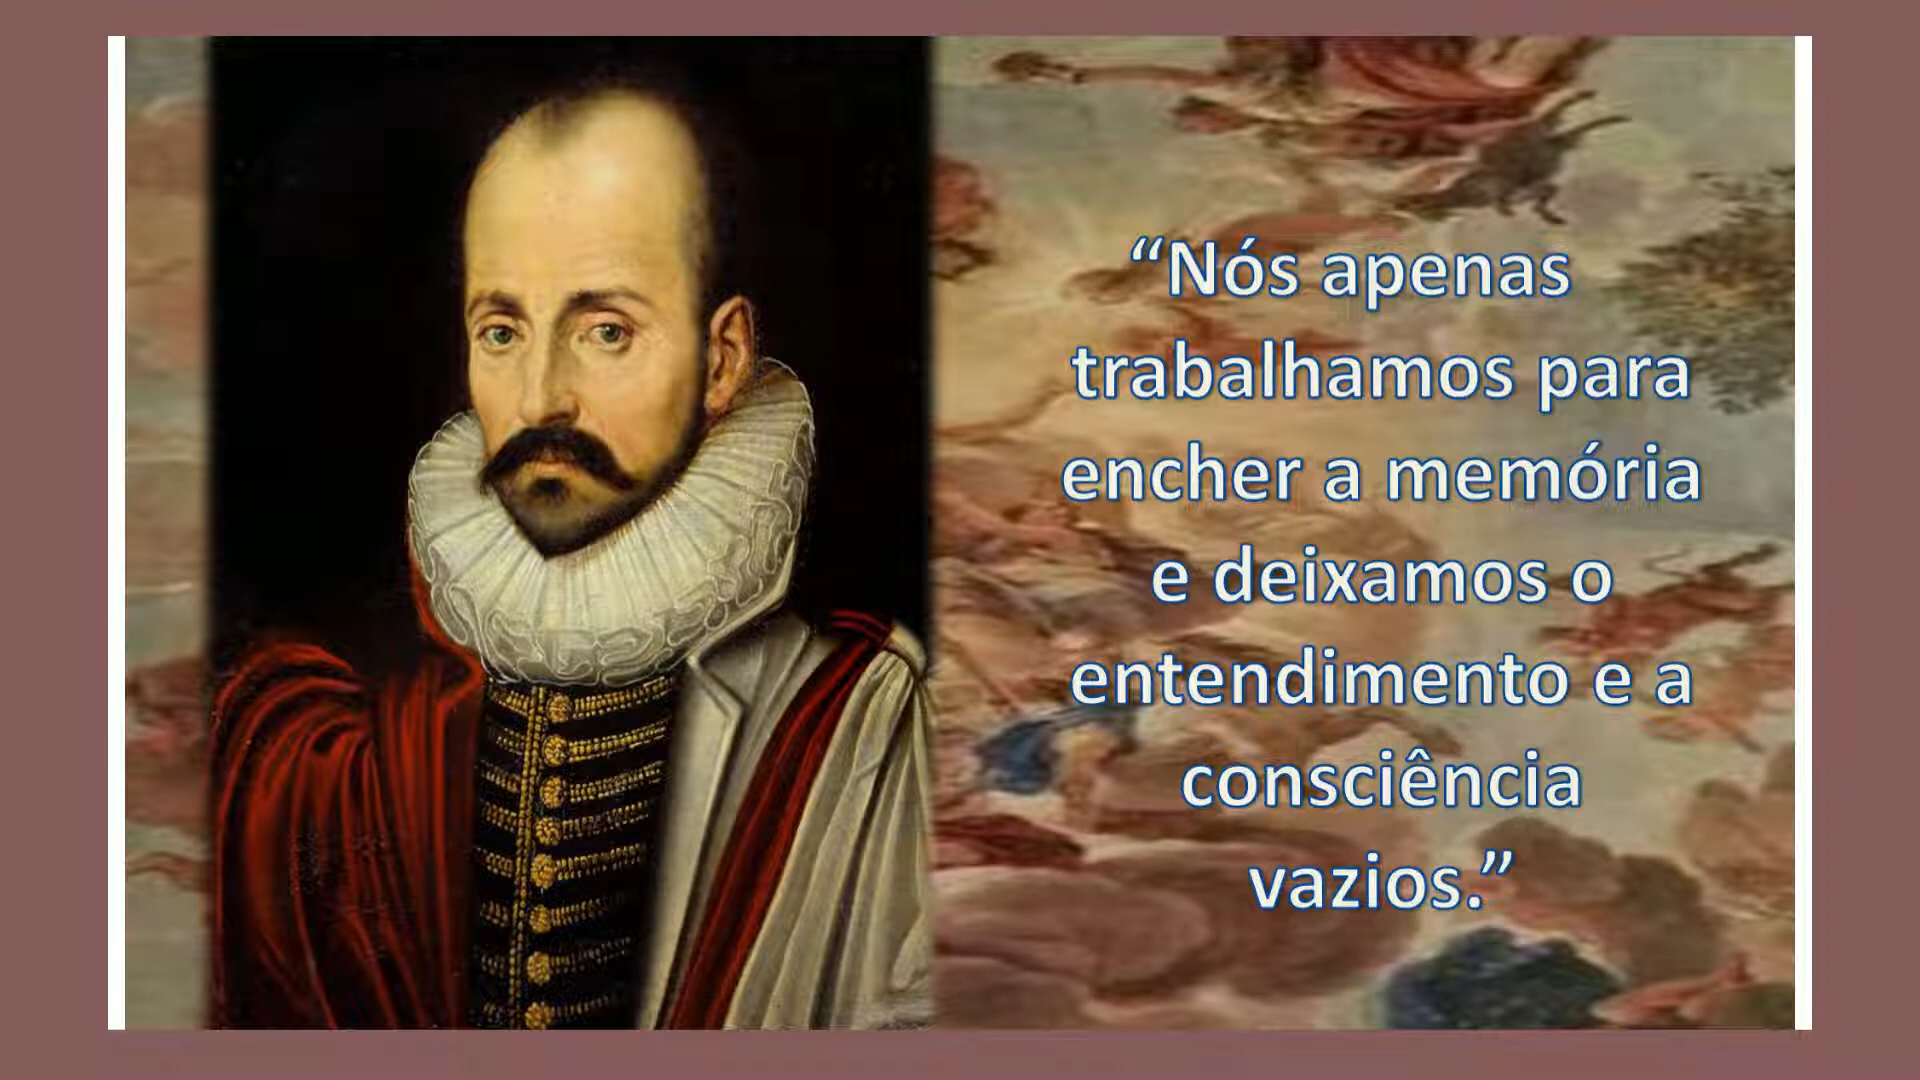 “Nós apenas
trabalhamos para
encher a memória
e deixamos o
entendimento e a
consciência
vazios.”